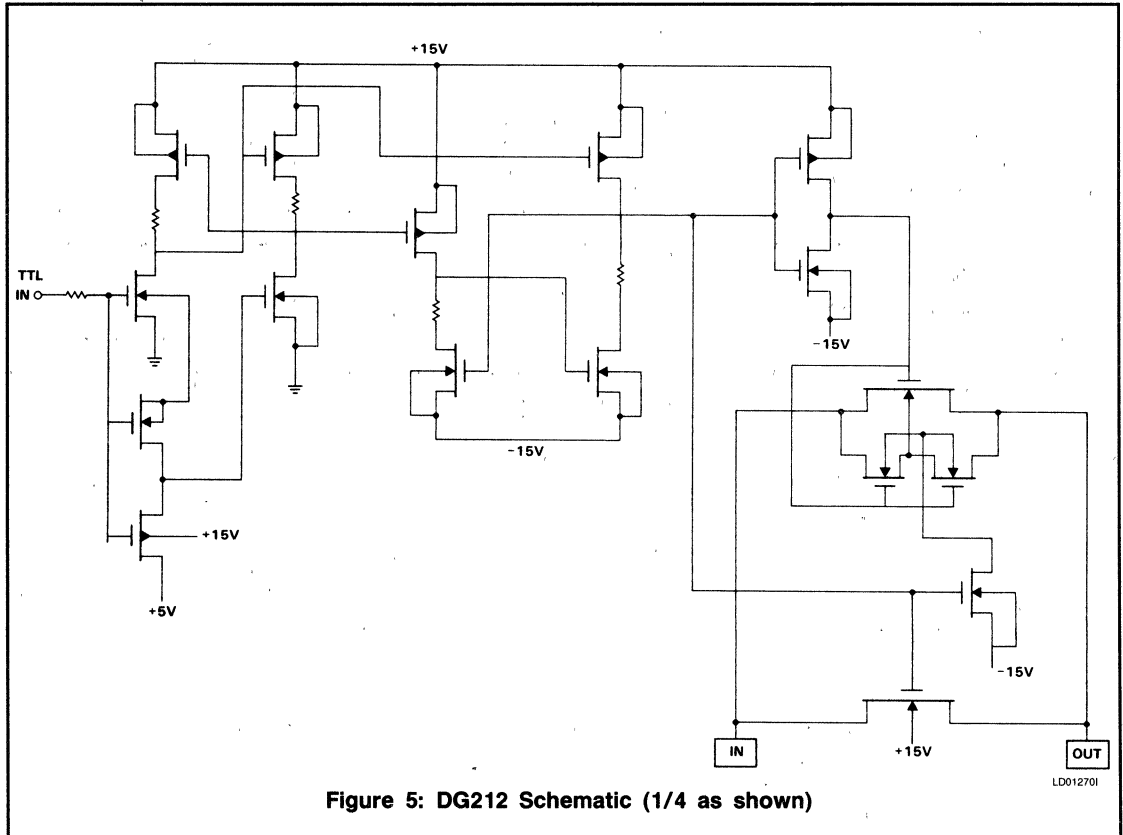 +15V
TTL
IN
-15V
-15V
+15V
+5V
-15V
+15V
IN
OUT
LD01270I
Figure 5: DG212 Schematic (1/4 as shown)